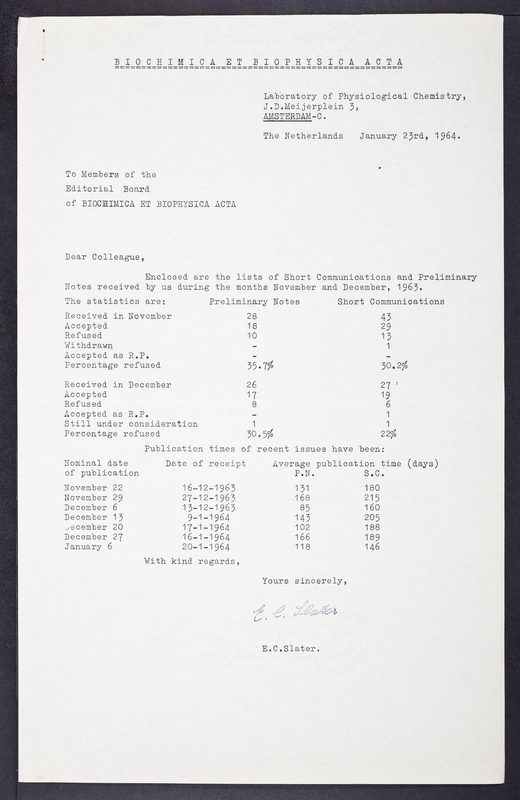 BIOCHIMICA ET BIOPHYSICA ACTA
Laboratory of Physiological Chemistry,
J.D.Meijerplein 3,
AMSTERDAM-C.
The Netherlands January 23rd, 1964.
To Members of the
Editorial Board
of BIOCHIMICA ET BIOPHYSICA ACTA
Dear Colleague,
Enclosed are the lists of Short Communications and Preliminary
Notes received by us during the months November and December, 1963.
The statistics are: Preliminary Notes Short Communications
Received in November 28 43
Accepted 18 29
Refused 10 13
Withdrawn - 1
Accepted as R.P. - -
Percentage refused 35.7% 30.2%
Received in December 26 27
Accepted 17 19
Refused 8 6
Accepted as R.P. - 1
Still under consideration 1 1
Percentage refused 30.5% 22%
Publication times of recent issues have been:
Nominal date Date of receipt Average publication time (days)
of publication P.N. S.C.
November 22 16-12-1963 131 180
November 29 27-12-1963 168 215
December 6 13-12-1963 85 160
December 13 9-1-1964 143 205
December 20 17-1-1964 102 188
December 27 16-1-1964 166 189
January 6 20-1-1964 118 146
With kind regards,
Yours sincerely,
E. C. Slater
E.C.Slater.